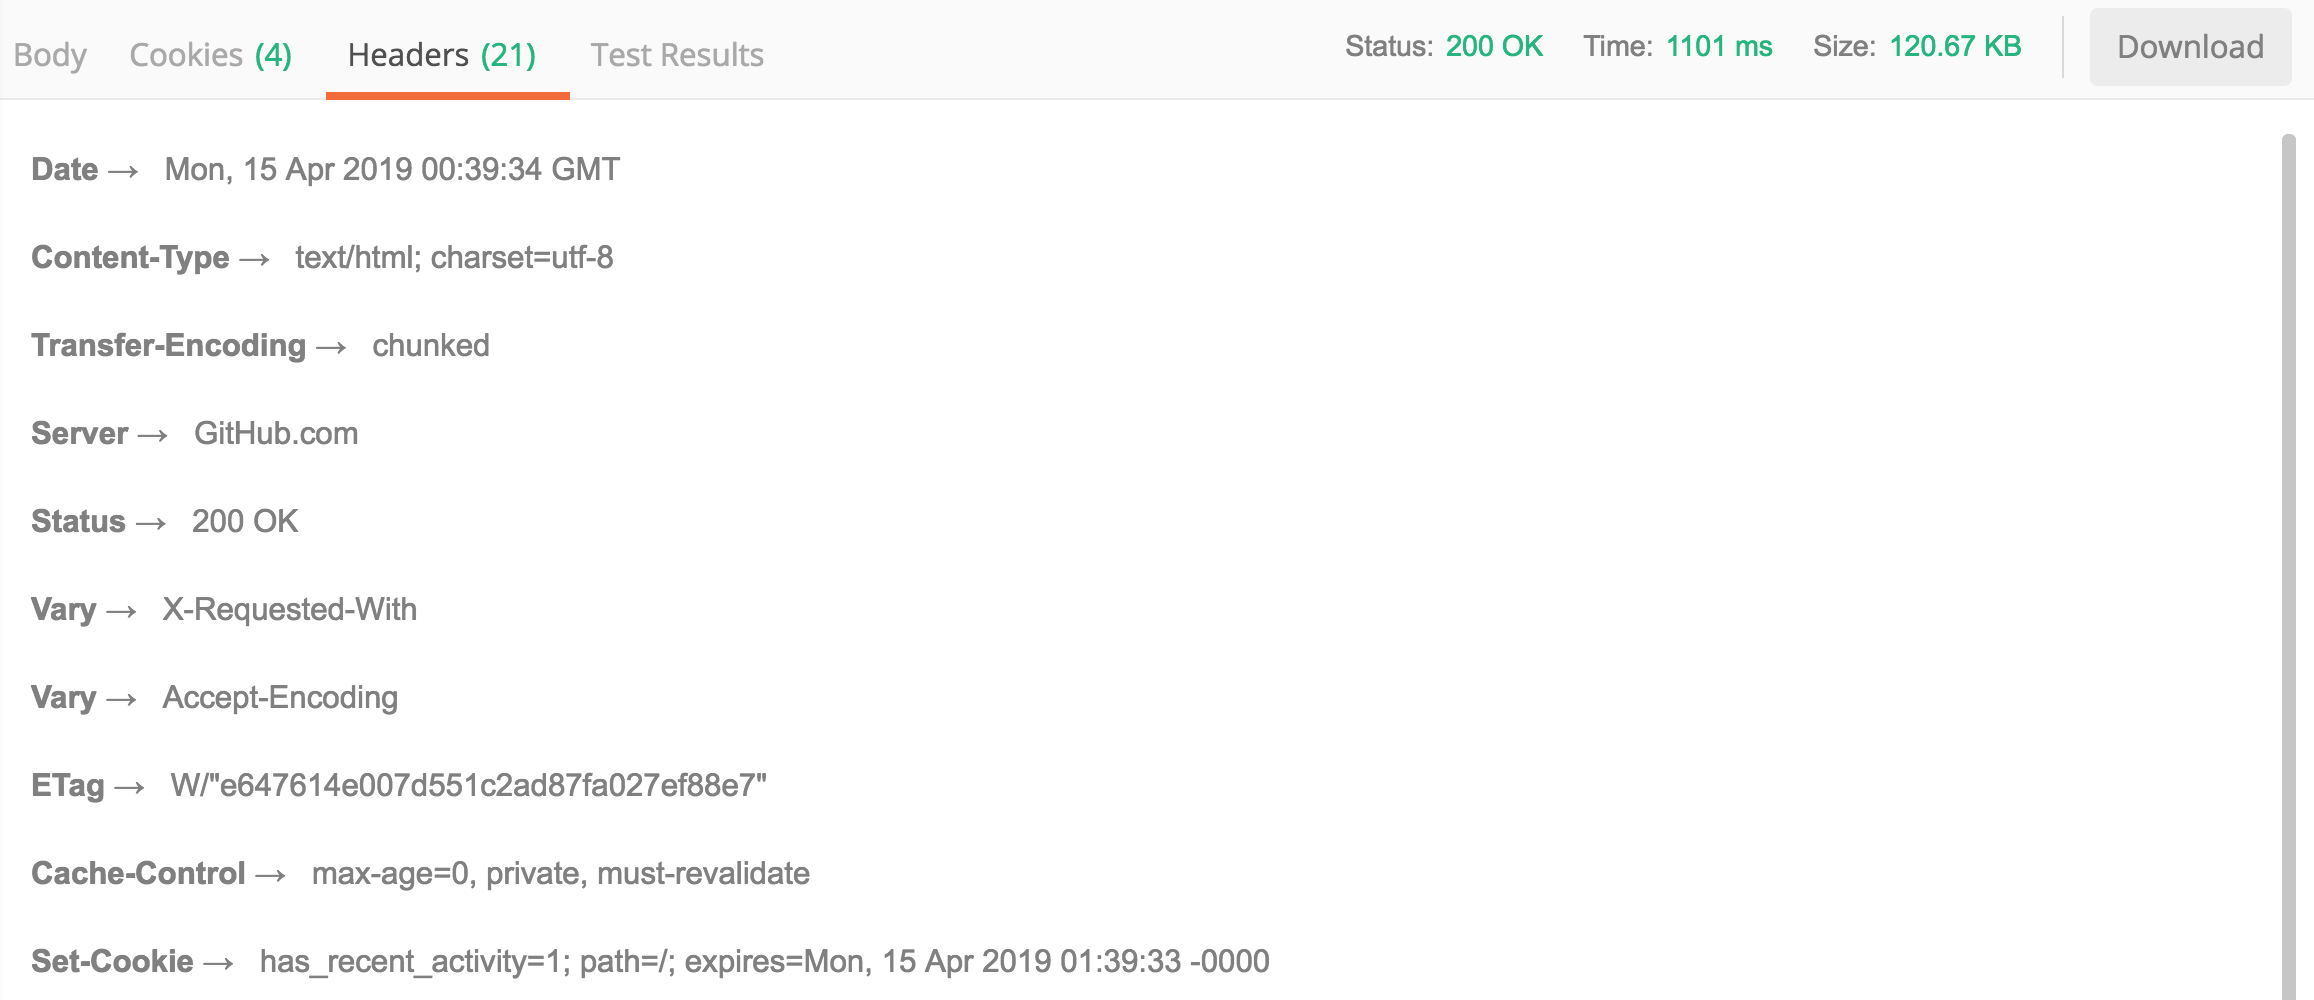 Body Cookies (4) Headers (21) Test Results Status: 200 OK Time: 1101 ms Size: 120.67 KB Download
Date → Mon, 15 Apr 2019 00:39:34 GMT
Content-Type → text/html; charset=utf-8
Transfer-Encoding → chunked
Server → GitHub.com
Status → 200 OK
Vary → X-Requested-With
Vary → Accept-Encoding
ETag → W/"e647614e007d551c2ad87fa027ef88e7"
Cache-Control → max-age=0, private, must-revalidate
Set-Cookie → has_recent_activity=1; path=/; expires=Mon, 15 Apr 2019 01:39:33 -0000